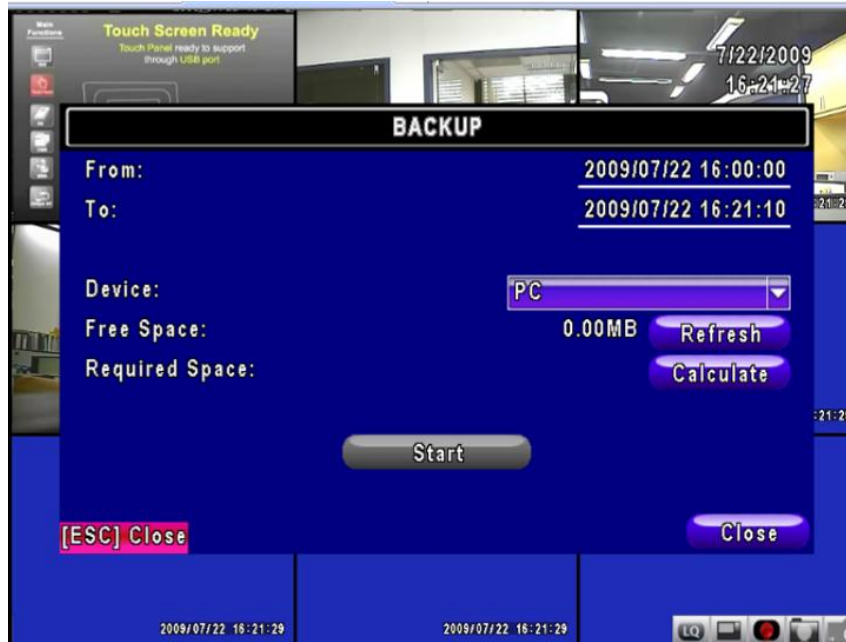 Main
Functions
Touch Screen Ready
Touch Panel ready to support
through USB port
7/22/2009
16:21:27
BACKUP
From:
2009/07/22 16:00:00
To:
2009/07/22 16:21:10
Device:
PC
Free Space:
0.00MB
Refresh
Required Space:
Calculate
Start
[ESC] Close
Close
2009/07/22 16:21:29
2009/07/22 16:21:29
LQ